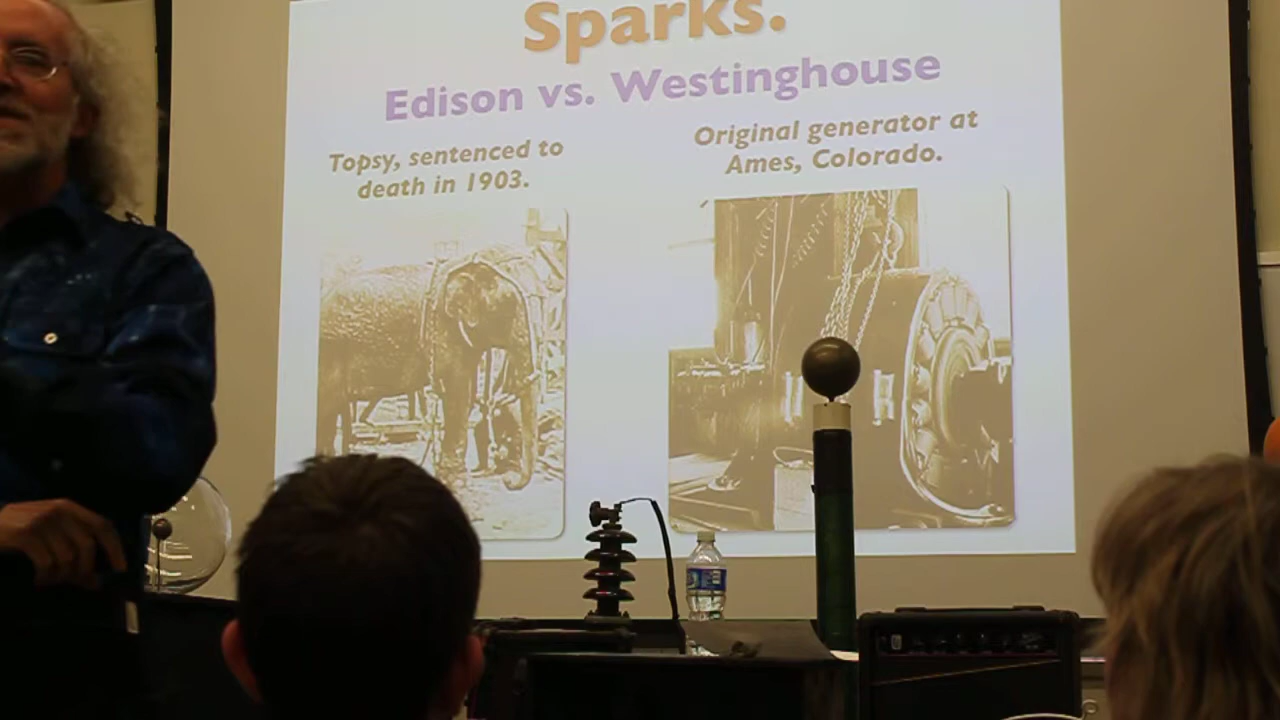 Sparks.
Edison vs. Westinghouse
Topsy, sentenced to
death in 1903.
Original generator at
Ames, Colorado.